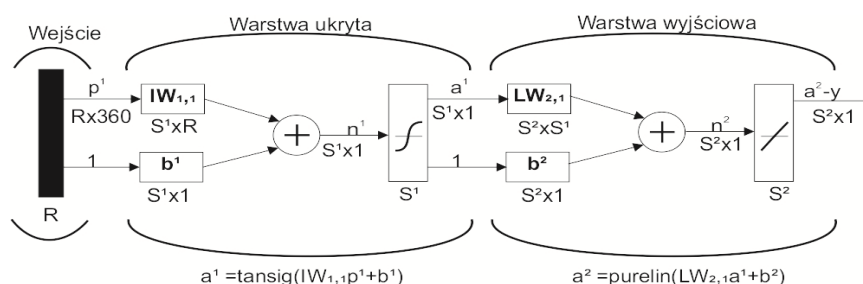 Wejście
Warstwa ukryta
Warstwa wyjściowa
p¹
Rx360
IW₁,₁
S¹xR
1
b¹
S¹x1
R
+
n¹
S¹x1
a¹
S¹x1
1
S¹
LW₂,₁
S²xS¹
b²
S²x1
+
n²
S²x1
S²
a²-y
S²x1
a¹ =tansig(IW₁,₁p¹+b¹)
a² =purelin(LW₂,₁a¹+b²)